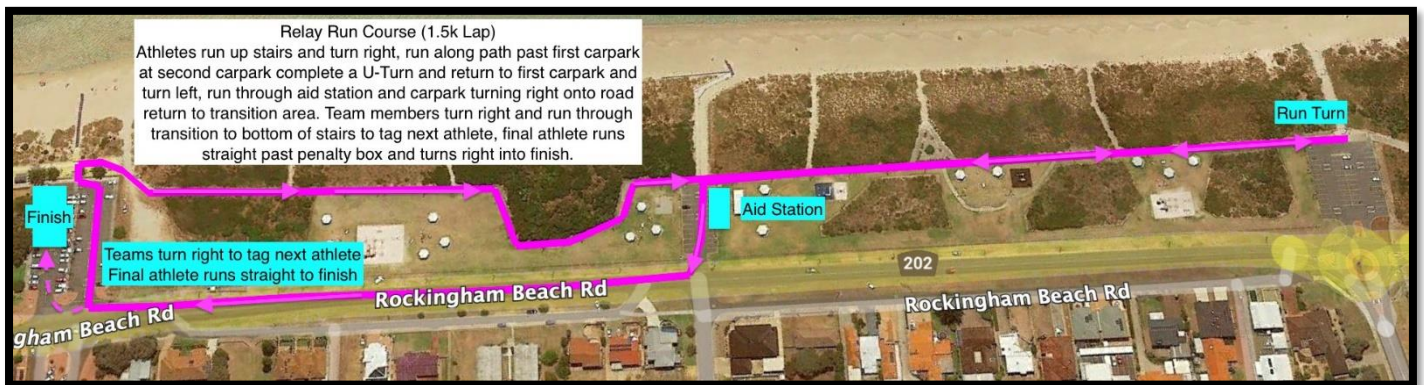 Relay Run Course (1.5k Lap)
Athletes run up stairs and turn right, run along path past first carpark
at second carpark complete a U-Turn and return to first carpark and
turn left, run through aid station and carpark turning right onto road
return to transition area. Team members turn right and run through
transition to bottom of stairs to tag next athlete, final athlete runs
straight past penalty box and turns right into finish.
Run Turn
Finish
Aid Station
Teams turn right to tag next athlete
Final athlete runs straight to finish
202
Rockingham Beach Rd
Rockingham Beach Rd
gham Beach Rd